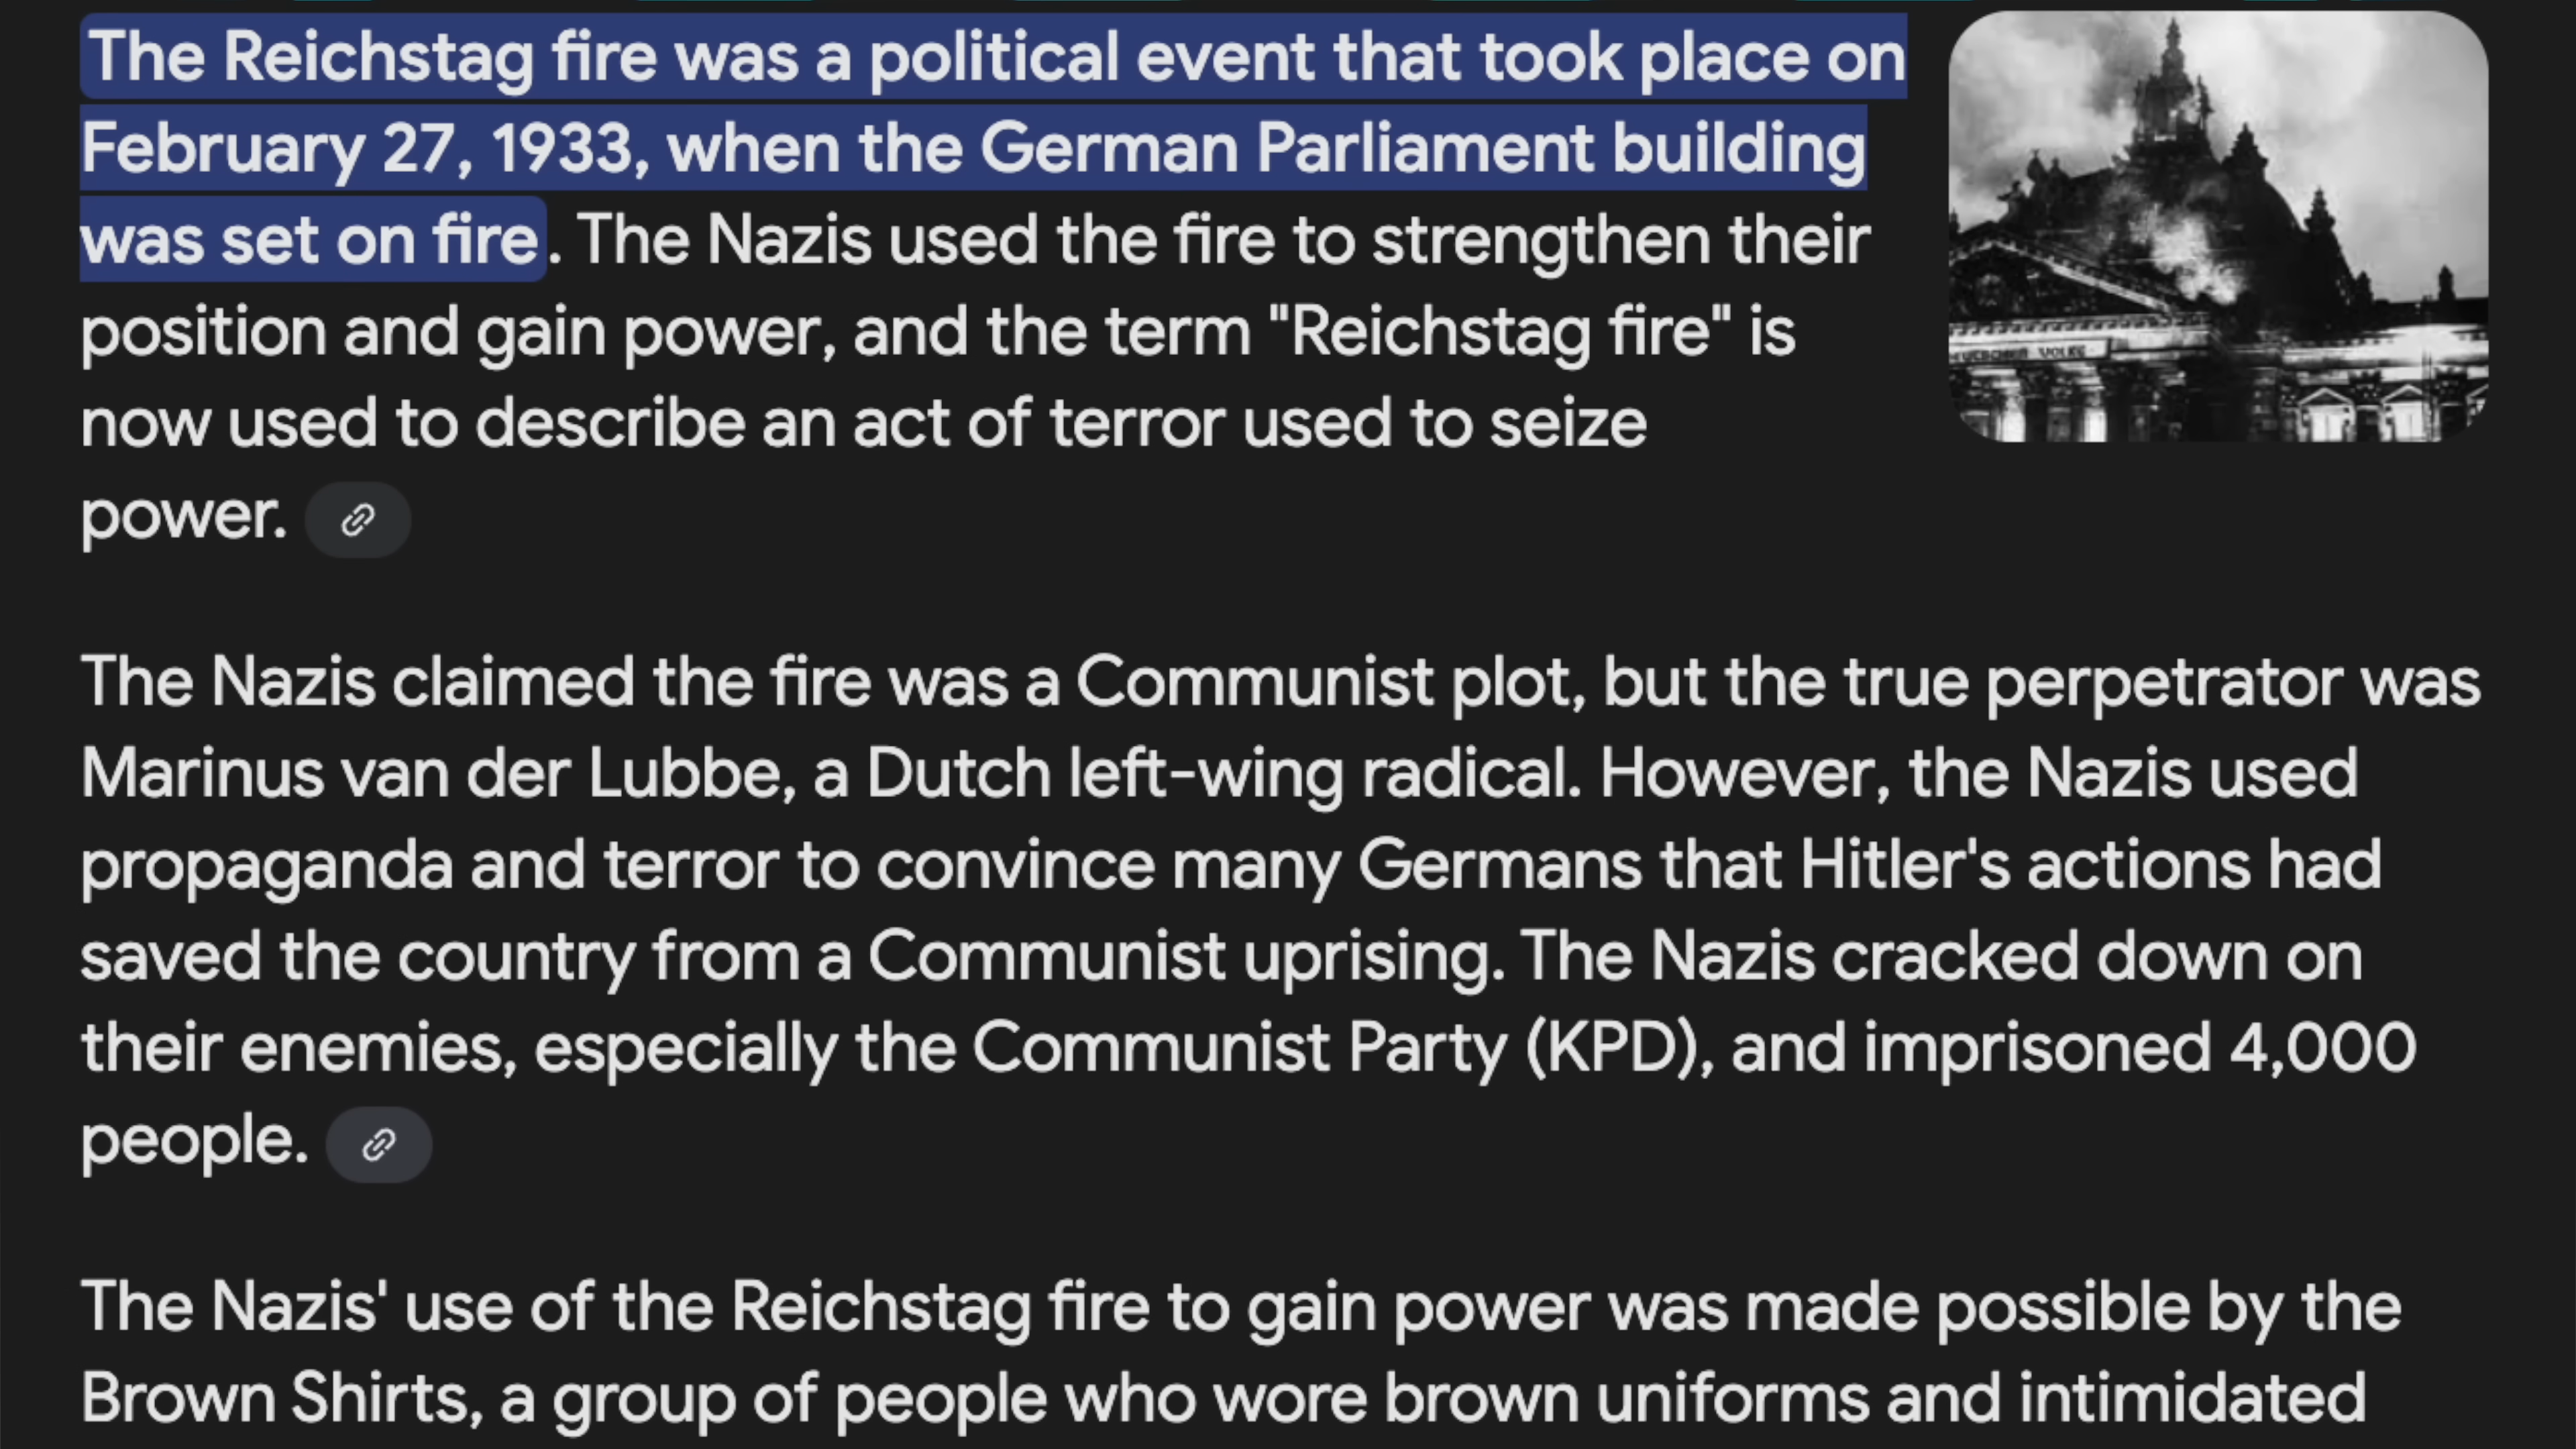 The Reichstag fire was a political event that took place on
February 27, 1933, when the German Parliament building
was set on fire. The Nazis used the fire to strengthen their
position and gain power, and the term "Reichstag fire" is
now used to describe an act of terror used to seize
power.
The Nazis claimed the fire was a Communist plot, but the true perpetrator was
Marinus van der Lubbe, a Dutch left-wing radical. However, the Nazis used
propaganda and terror to convince many Germans that Hitler's actions had
saved the country from a Communist uprising. The Nazis cracked down on
their enemies, especially the Communist Party (KPD), and imprisoned 4,000
people.
The Nazis' use of the Reichstag fire to gain power was made possible by the
Brown Shirts, a group of people who wore brown uniforms and intimidated